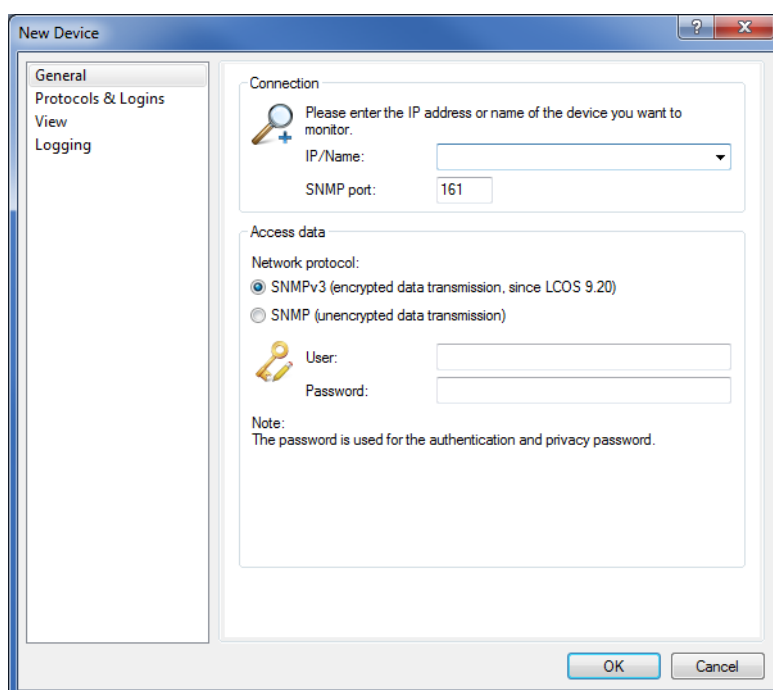 New Device
General
Protocols & Logins
View
Logging
Connection
Please enter the IP address or name of the device you want to
monitor.
IP/Name:
SNMP port: 161
Access data
Network protocol:
SNMPv3 (encrypted data transmission, since LCOS 9.20)
SNMP (unencrypted data transmission)
User:
Password:
Note:
The password is used for the authentication and privacy password.
OK Cancel